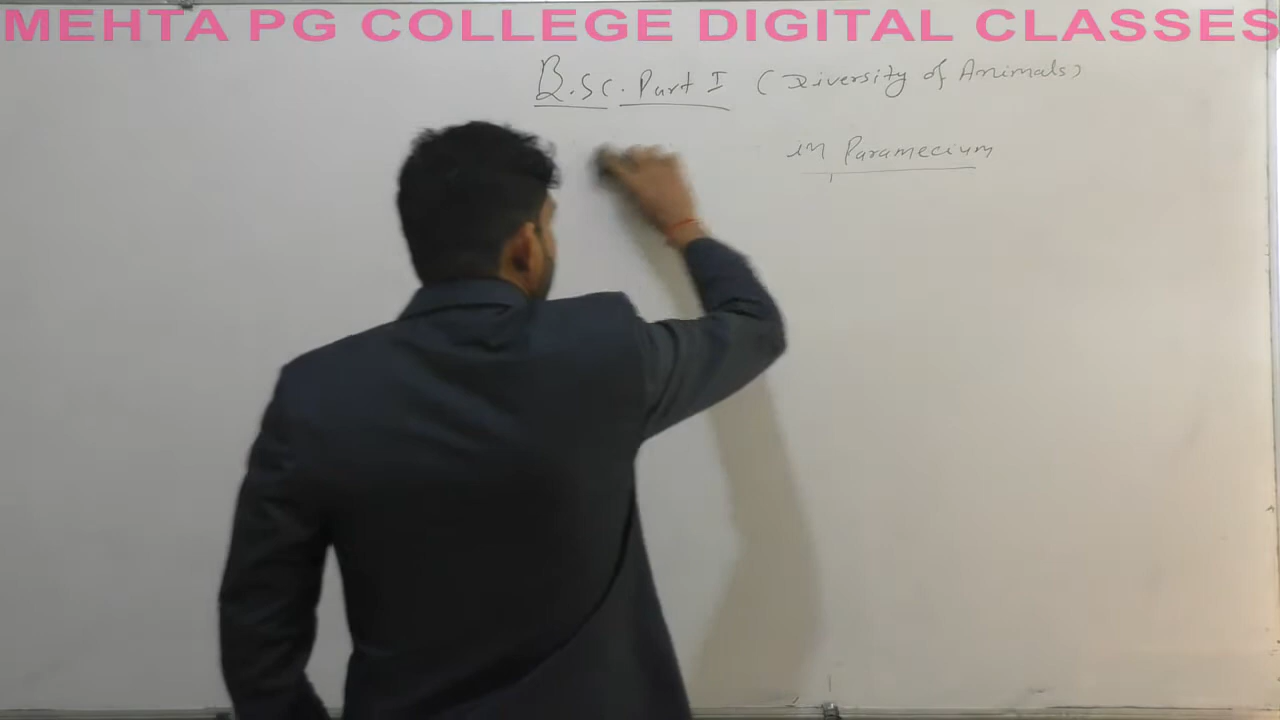 MEHTA PG COLLEGE DIGITAL CLASSES
B.Sc. Part I (Diversity of Animals)
in Paramecium